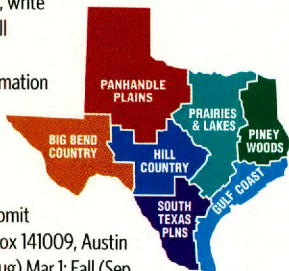 , write
ll
mation
PANHANDLE
PLAINS
PRAIRIES
& LAKES
PINEY
WOODS
BIG BEND
COUNTRY
HILL
COUNTRY
GULF COAST
SOUTH
TEXAS
PLNS
omit
ox 141009, Austin
ug) Mar 1; Fall (Sep